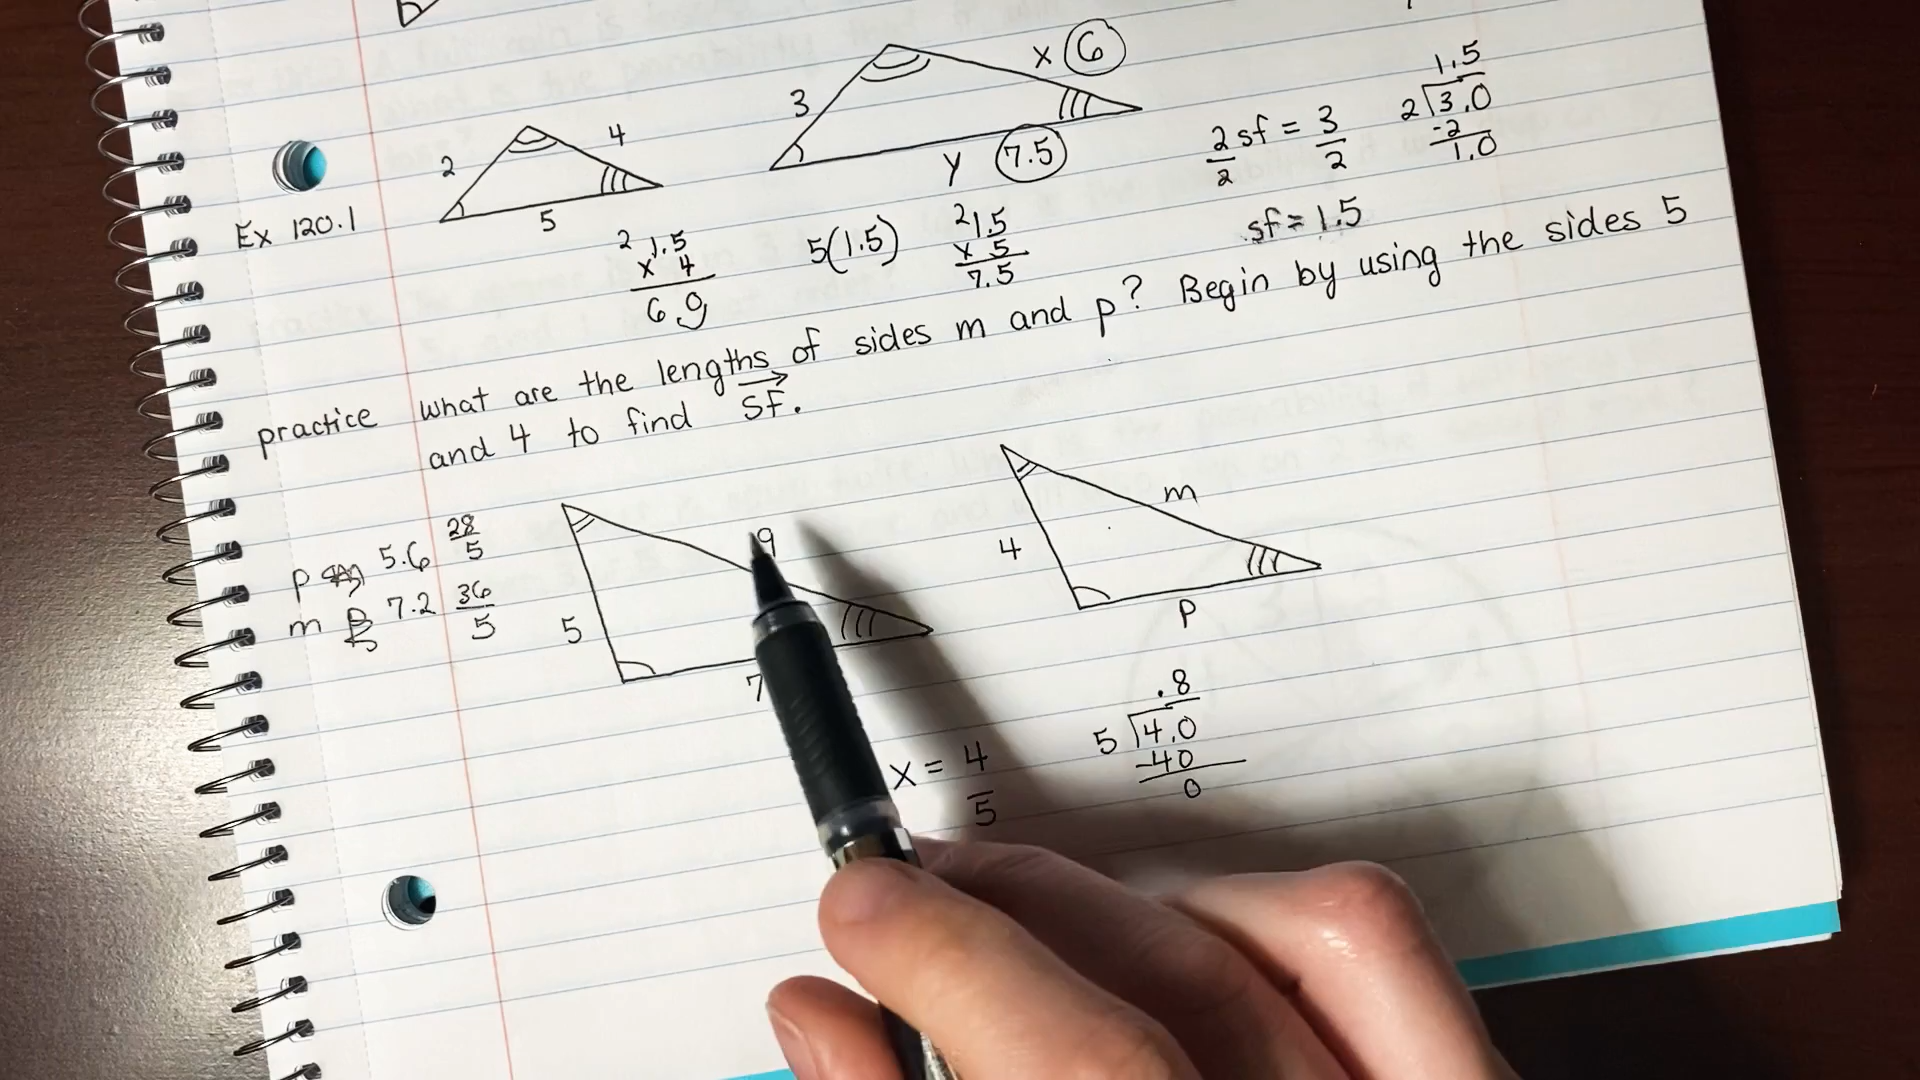 x 6
3
y 7.5
2 sf = 3
2 2
1.5
2 3.0
-2
1.0
sf = 1.5
2
4
5
Ex 120.1
2
1.5
x 4
6 0
5(1.5)
2
1.5
x 5
7.5
practice what are the lengths of sides m and p? Begin by using the sides 5
and 4 to find sf.
p 5.6 28
5
m 7.2 36
5
9
5
7
m
4
p
x = 4
5
.8
5 4.0
-40
0